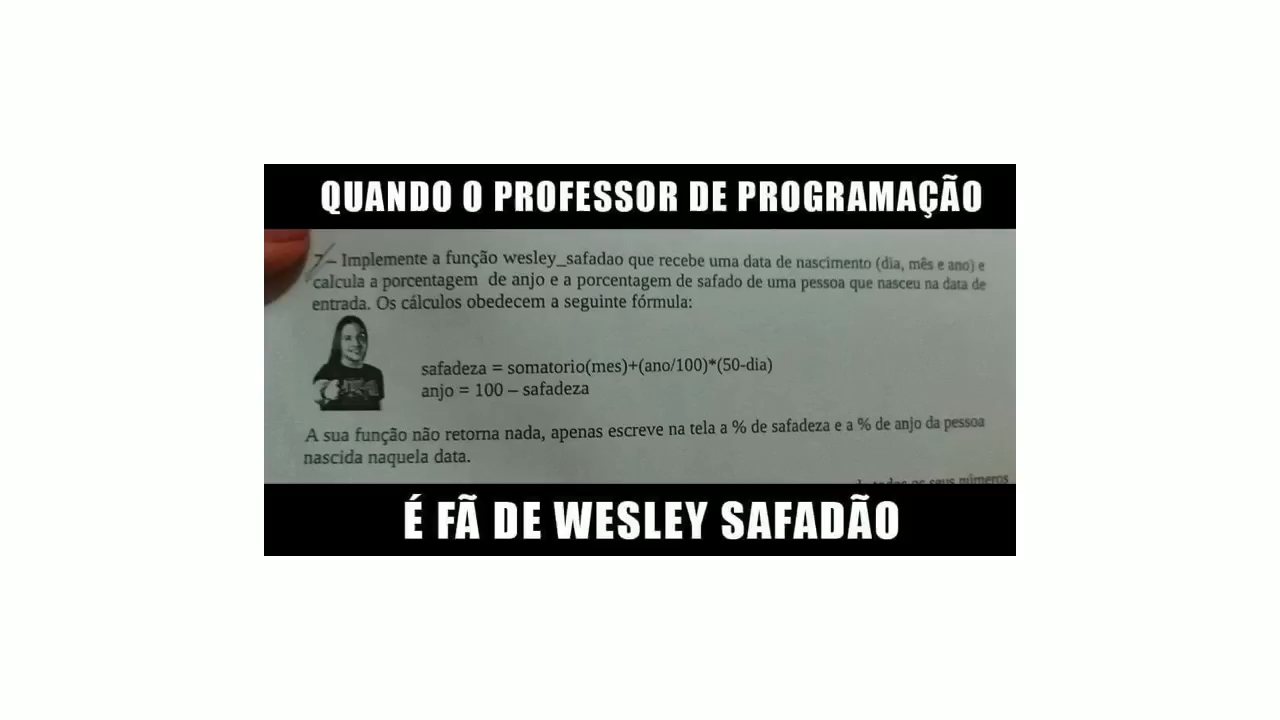 QUANDO O PROFESSOR DE PROGRAMAÇÃO
7 – Implemente a função wesley_safadao que recebe uma data de nascimento (dia, mês e ano) e
calcula a porcentagem de anjo e a porcentagem de safado de uma pessoa que nasceu na data de
entrada. Os cálculos obedecem a seguinte fórmula:
safadeza = somatorio(mes)+(ano/100)*(50-dia)
anjo = 100 – safadeza
A sua função não retorna nada, apenas escreve na tela a % de safadeza e a % de anjo da pessoa
nascida naquela data.
os seus números
É FÃ DE WESLEY SAFADÃO